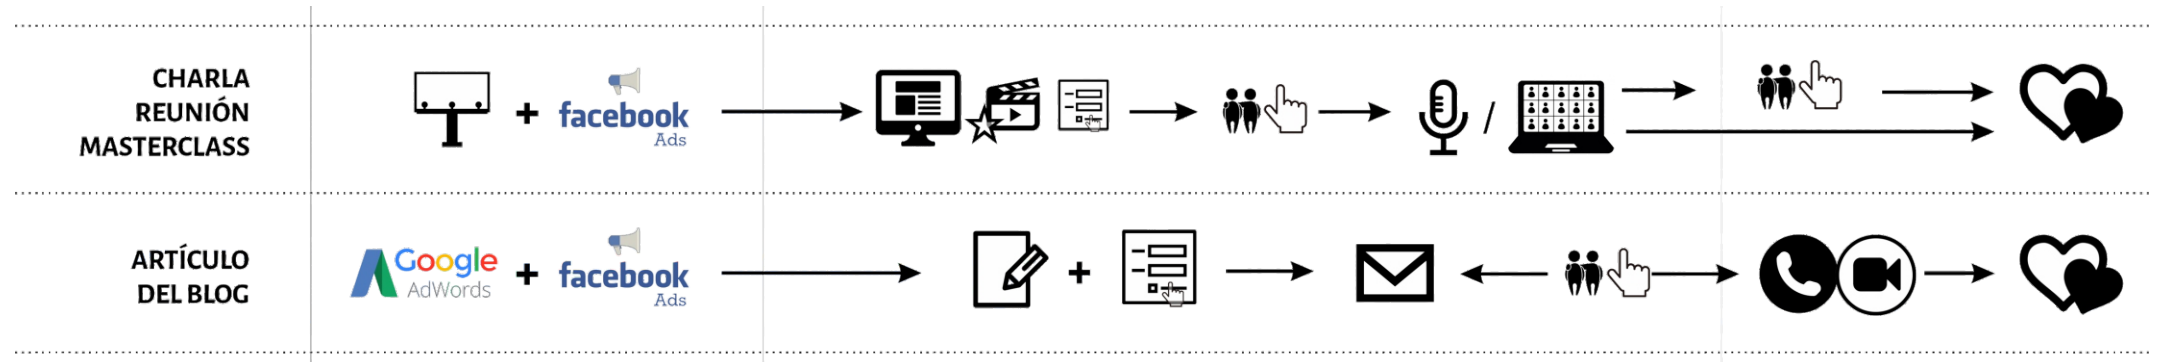 CHARLA
REUNIÓN
MASTERCLASS
+
facebook
Ads
/
ARTÍCULO
DEL BLOG
Google
AdWords
+
facebook
Ads
+